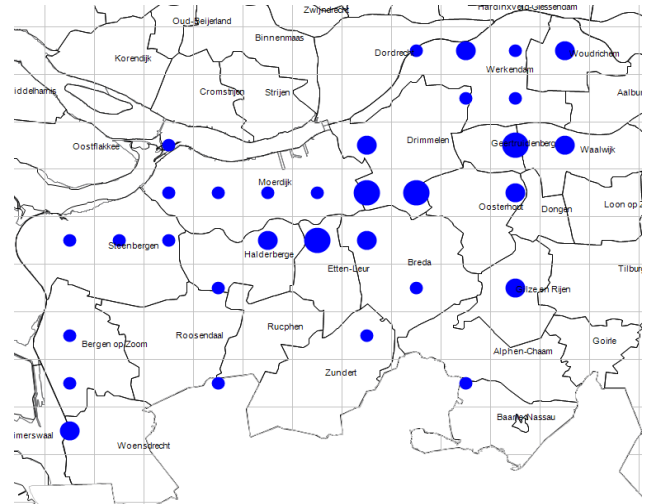 Hardinxveld-Giessendam
Zwijndrecht
Oud-Beijerland
Binnenmaas
Korendijk
Dordrecht
Woudrichem
Werkendam
iddelharnis
Cromstrijen
Strijen
Aalbur
Oostflakkee
Drimmelen
Geertruidenberg
Waalwijk
Moerdijk
Oosterhout
Dongen
Loon op Z
Steenbergen
Halderberge
Etten-Leur
Breda
Tilburg
Gilze en Rijen
Bergen op Zoom
Roosendaal
Rucphen
Goirle
Alphen-Chaam
Zundert
Baarle-Nassau
imerswaal
Woensdrecht